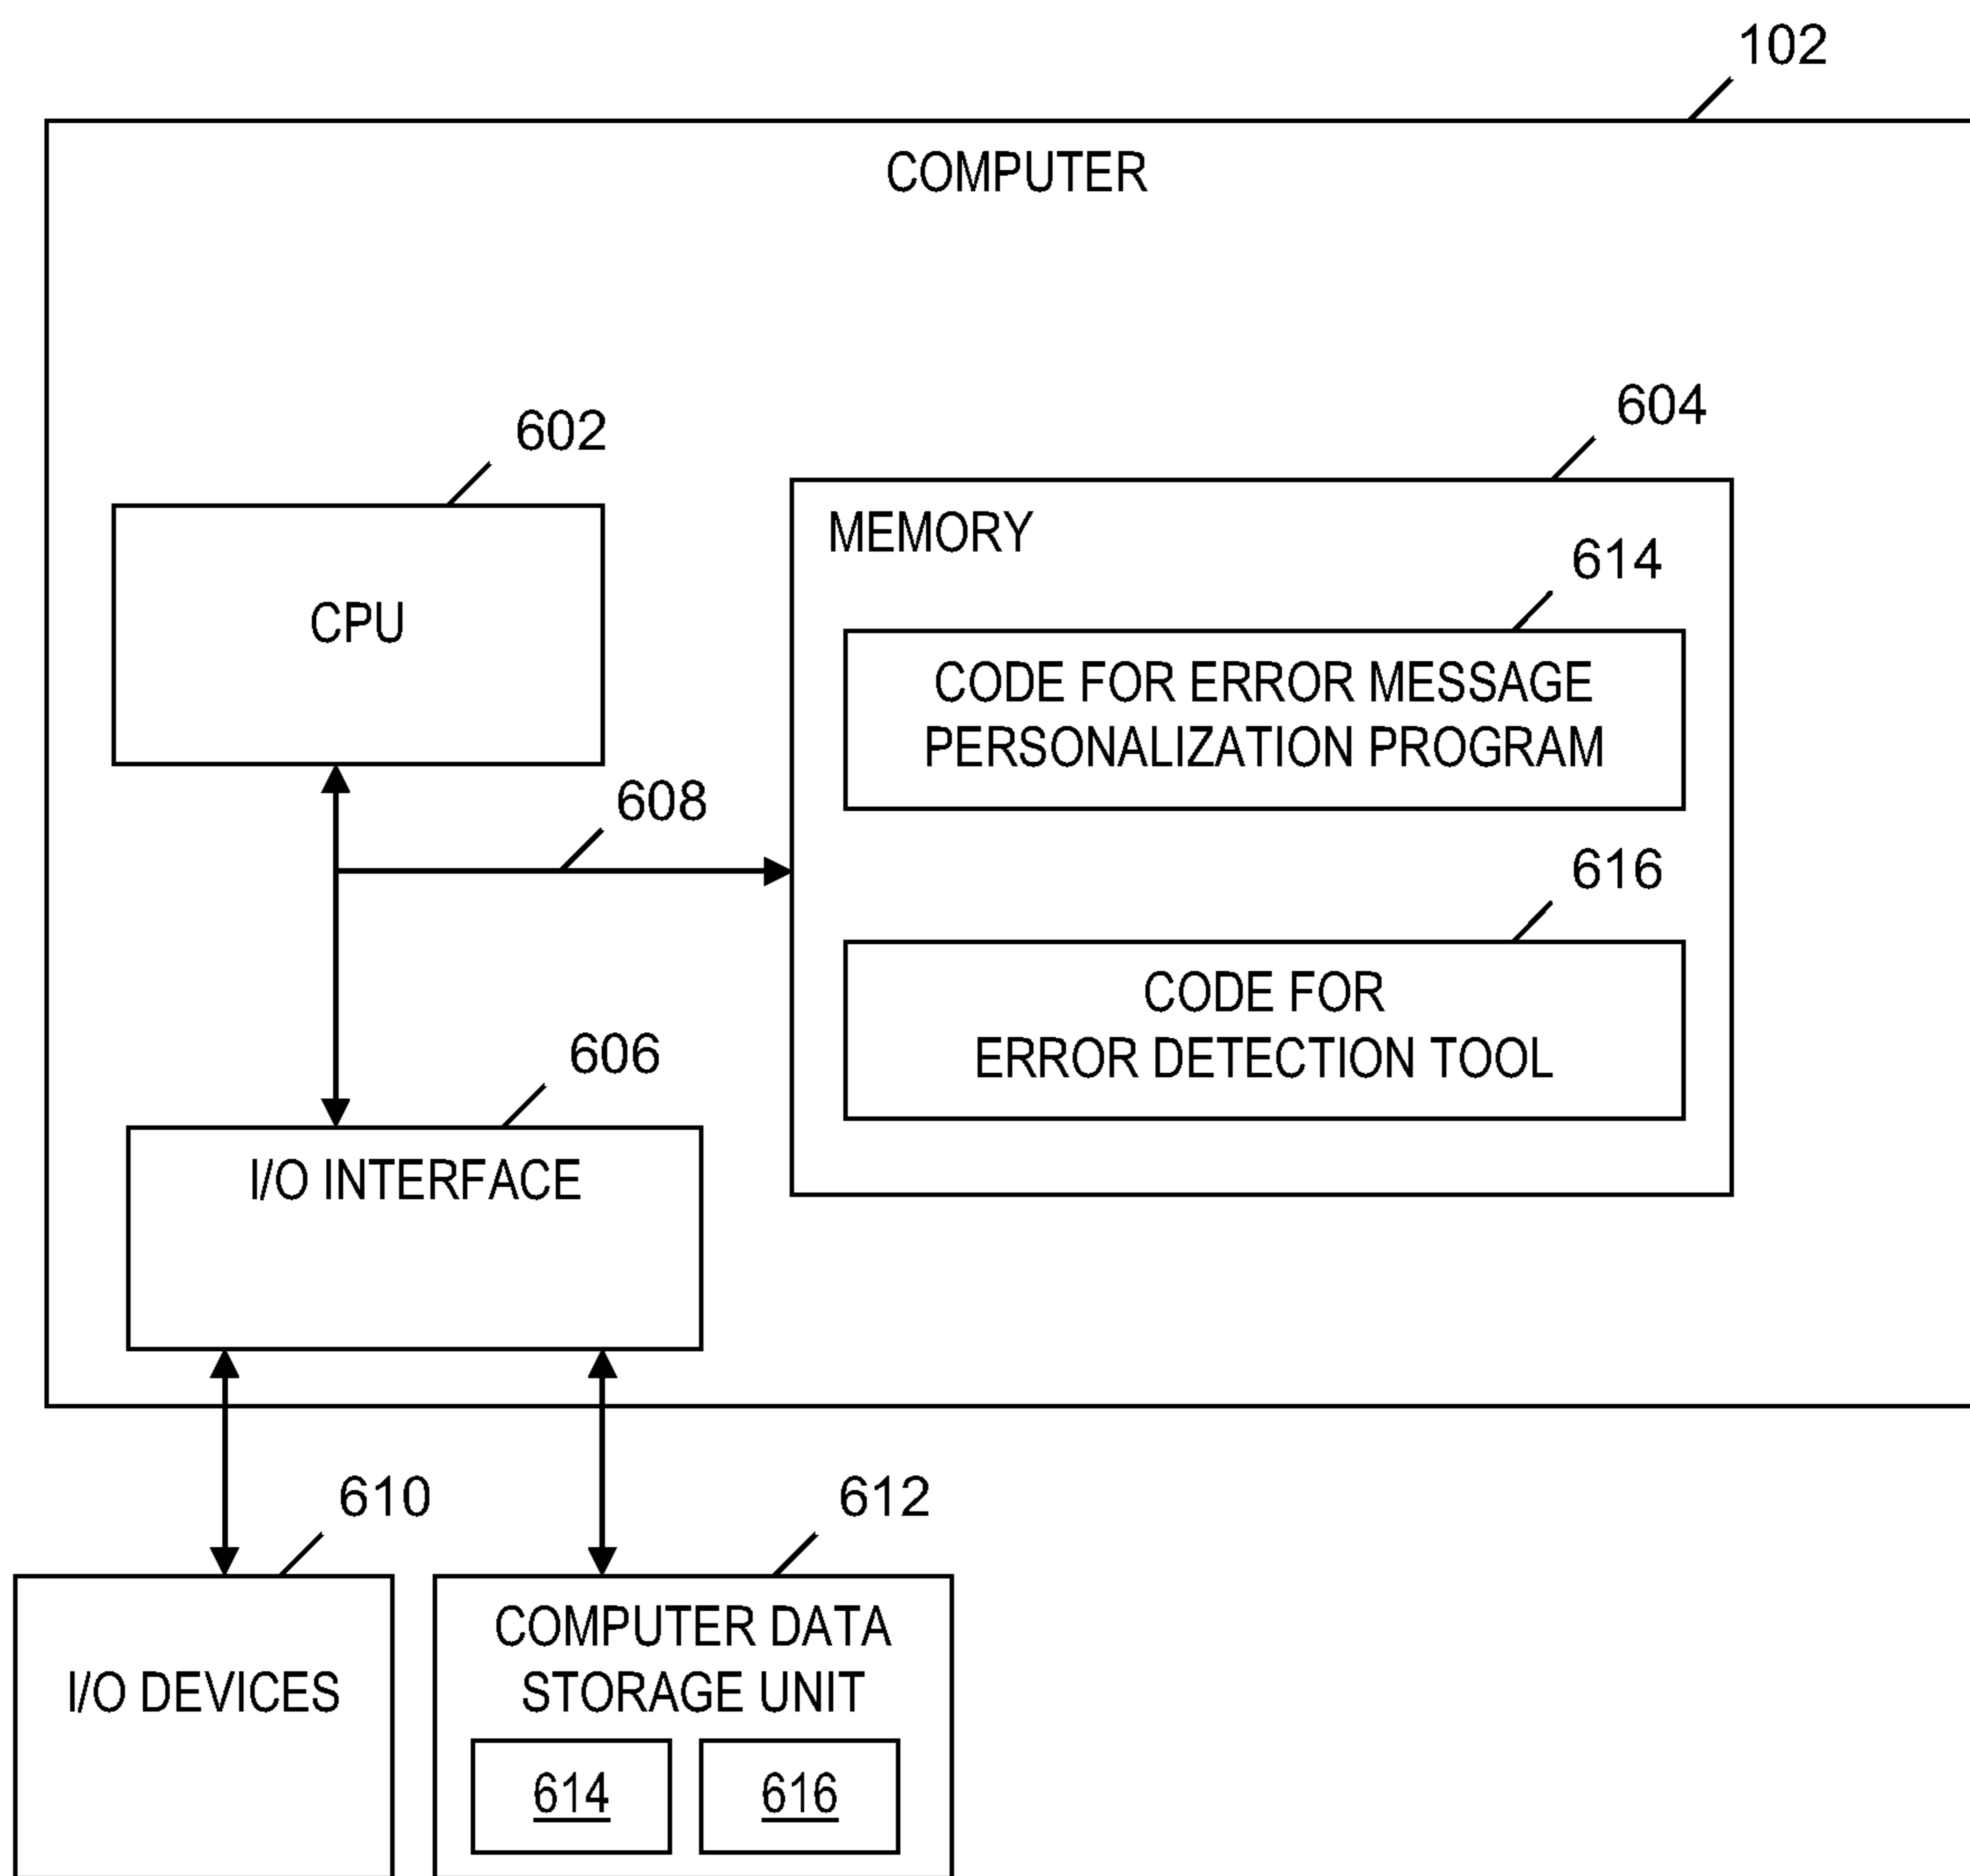 102
COMPUTER
604
602
MEMORY
614
CPU
CODE FOR ERROR MESSAGE
PERSONALIZATION PROGRAM
608
616
CODE FOR
ERROR DETECTION TOOL
606
I/O INTERFACE
610
612
I/O DEVICES
COMPUTER DATA
STORAGE UNIT
614
616